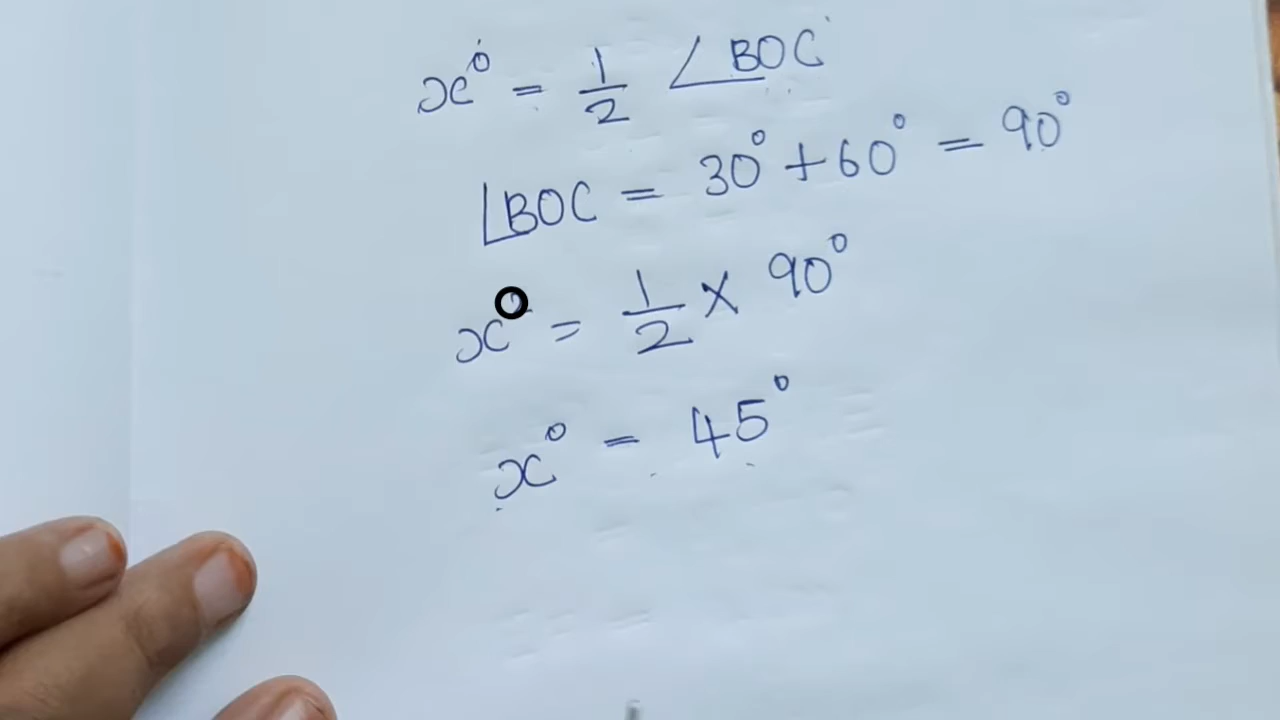 x° = 1/2 ∠BOC
∠BOC = 30° + 60° = 90°
x° = 1/2 × 90°
x° = 45°